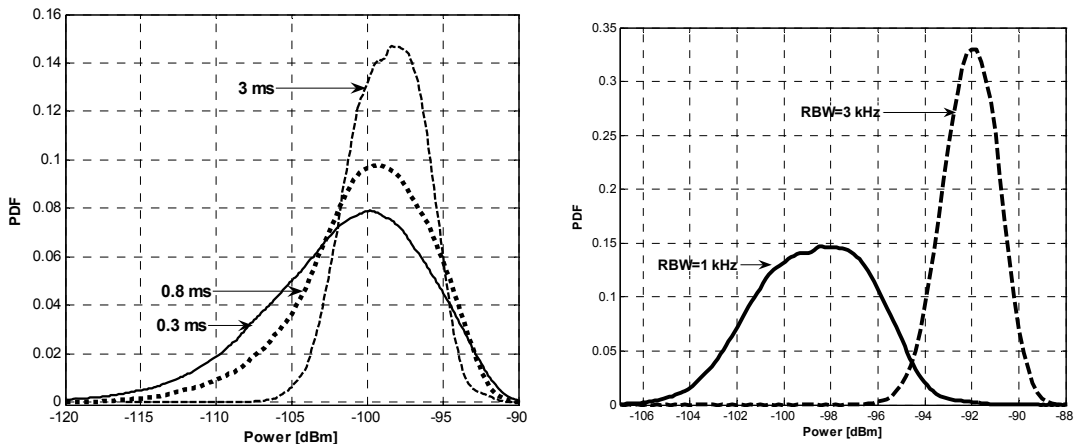 0.16
0.14
0.12
0.1
0.08
0.06
0.04
0.02
0
PDF
3 ms
0.8 ms
0.3 ms
-120 -115 -110 -105 -100 -95 -90
Power [dBm]
0.35
0.3
0.25
0.2
0.15
0.1
0.05
0
PDF
RBW=3 kHz
RBW=1 kHz
-106 -104 -102 -100 -98 -96 -94 -92 -90 -88
Power [dBm]